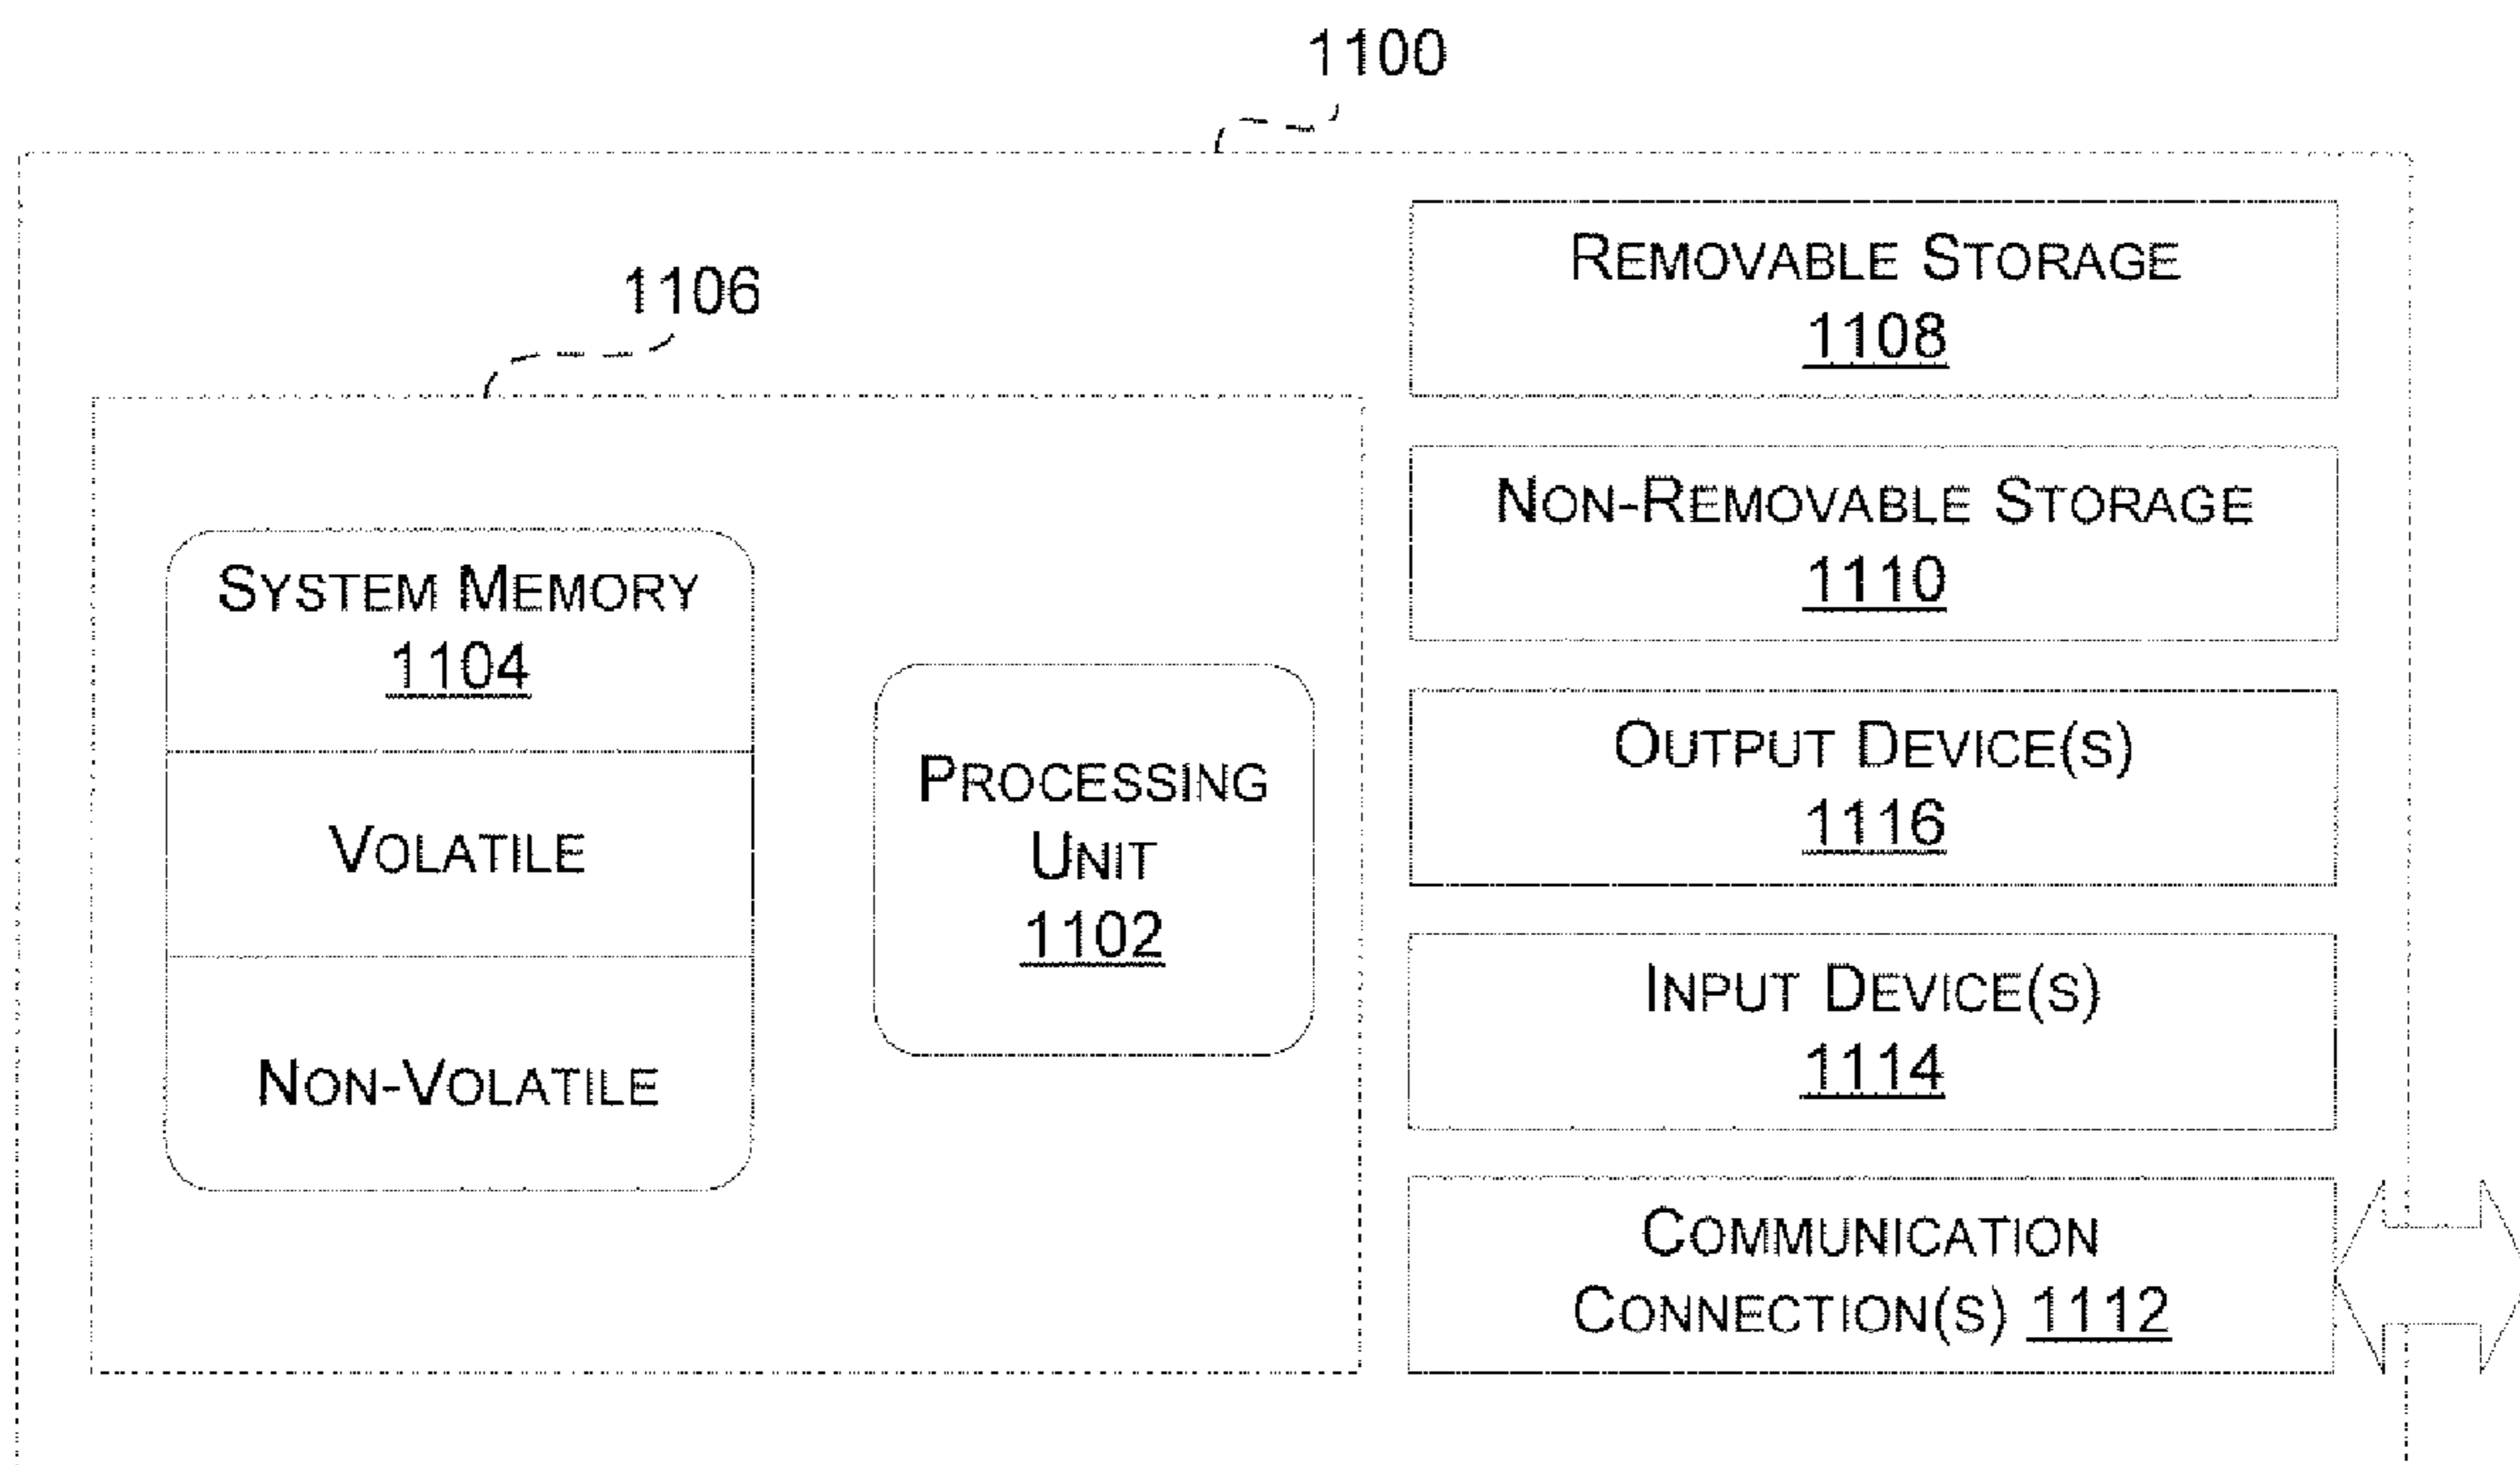 1100
1106
SYSTEM MEMORY
1104
VOLATILE
NON-VOLATILE
PROCESSING
UNIT
1102
REMOVABLE STORAGE
1108
NON-REMOVABLE STORAGE
1110
OUTPUT DEVICE(S)
1116
INPUT DEVICE(S)
1114
COMMUNICATION
CONNECTION(S) 1112